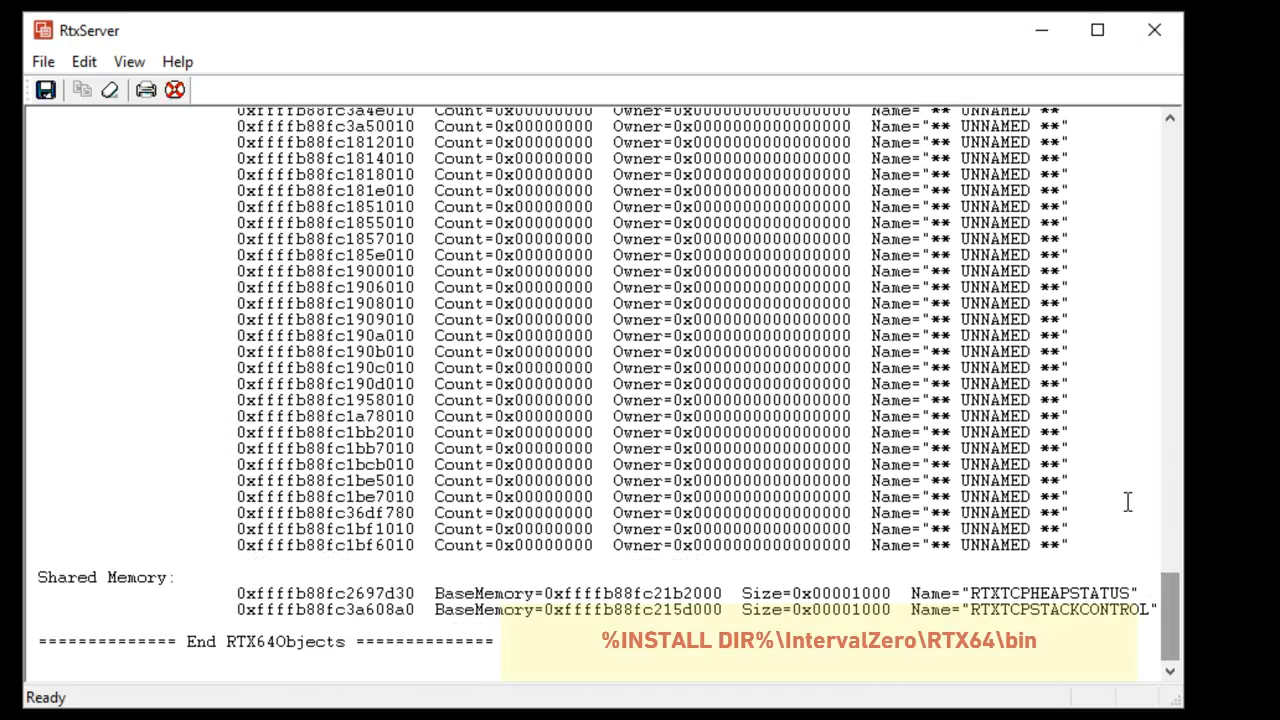 RtxServer
File Edit View Help
0xffffb88fc3a4e010 Count=0x00000000 Owner=0x0000000000000000 Name="** UNNAMED **"
0xffffb88fc3a50010 Count=0x00000000 Owner=0x0000000000000000 Name="** UNNAMED **"
0xffffb88fc1812010 Count=0x00000000 Owner=0x0000000000000000 Name="** UNNAMED **"
0xffffb88fc1814010 Count=0x00000000 Owner=0x0000000000000000 Name="** UNNAMED **"
0xffffb88fc1818010 Count=0x00000000 Owner=0x0000000000000000 Name="** UNNAMED **"
0xffffb88fc181e010 Count=0x00000000 Owner=0x0000000000000000 Name="** UNNAMED **"
0xffffb88fc1851010 Count=0x00000000 Owner=0x0000000000000000 Name="** UNNAMED **"
0xffffb88fc1855010 Count=0x00000000 Owner=0x0000000000000000 Name="** UNNAMED **"
0xffffb88fc1857010 Count=0x00000000 Owner=0x0000000000000000 Name="** UNNAMED **"
0xffffb88fc185e010 Count=0x00000000 Owner=0x0000000000000000 Name="** UNNAMED **"
0xffffb88fc1900010 Count=0x00000000 Owner=0x0000000000000000 Name="** UNNAMED **"
0xffffb88fc1906010 Count=0x00000000 Owner=0x0000000000000000 Name="** UNNAMED **"
0xffffb88fc1908010 Count=0x00000000 Owner=0x0000000000000000 Name="** UNNAMED **"
0xffffb88fc1909010 Count=0x00000000 Owner=0x0000000000000000 Name="** UNNAMED **"
0xffffb88fc190a010 Count=0x00000000 Owner=0x0000000000000000 Name="** UNNAMED **"
0xffffb88fc190b010 Count=0x00000000 Owner=0x0000000000000000 Name="** UNNAMED **"
0xffffb88fc190c010 Count=0x00000000 Owner=0x0000000000000000 Name="** UNNAMED **"
0xffffb88fc190d010 Count=0x00000000 Owner=0x0000000000000000 Name="** UNNAMED **"
0xffffb88fc1958010 Count=0x00000000 Owner=0x0000000000000000 Name="** UNNAMED **"
0xffffb88fc1a78010 Count=0x00000000 Owner=0x0000000000000000 Name="** UNNAMED **"
0xffffb88fc1bb2010 Count=0x00000000 Owner=0x0000000000000000 Name="** UNNAMED **"
0xffffb88fc1bb7010 Count=0x00000000 Owner=0x0000000000000000 Name="** UNNAMED **"
0xffffb88fc1bcb010 Count=0x00000000 Owner=0x0000000000000000 Name="** UNNAMED **"
0xffffb88fc1be5010 Count=0x00000000 Owner=0x0000000000000000 Name="** UNNAMED **"
0xffffb88fc1be7010 Count=0x00000000 Owner=0x0000000000000000 Name="** UNNAMED **"
0xffffb88fc36df780 Count=0x00000000 Owner=0x0000000000000000 Name="** UNNAMED **"
0xffffb88fc1bf1010 Count=0x00000000 Owner=0x0000000000000000 Name="** UNNAMED **"
0xffffb88fc1bf6010 Count=0x00000000 Owner=0x0000000000000000 Name="** UNNAMED **"
Shared Memory:
0xffffb88fc2697d30 BaseMemory=0xffffb88fc21b2000 Size=0x00001000 Name="RTXTCPHEAPSTATUS"
0xffffb88fc3a608a0 BaseMemory=0xffffb88fc215d000 Size=0x00001000 Name="RTXTCPSTACKCONTROL"
============== End RTX64Objects ==============
%INSTALL DIR%\IntervalZero\RTX64\bin
Ready